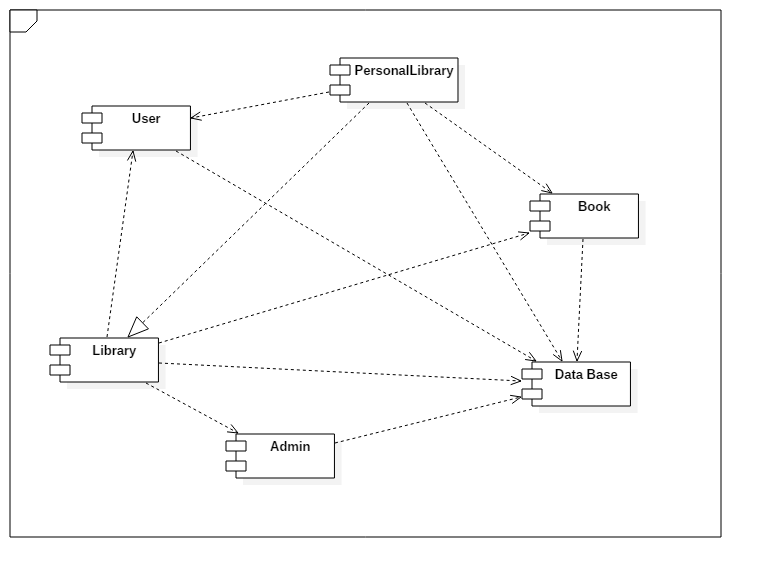 PersonalLibrary
User
Book
Library
Data Base
Admin